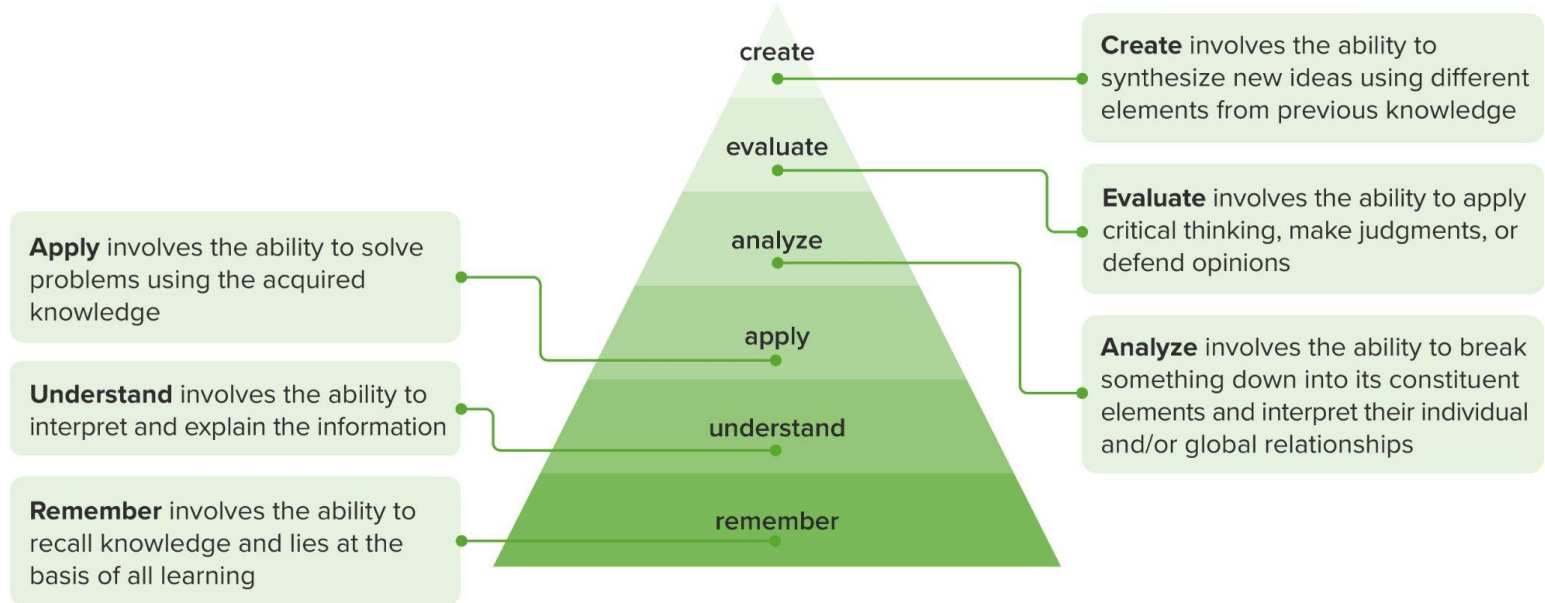 create
evaluate
analyze
apply
understand
remember
Apply involves the ability to solve
problems using the acquired
knowledge
Understand involves the ability to
interpret and explain the information
Remember involves the ability to
recall knowledge and lies at the
basis of all learning
Create involves the ability to
synthesize new ideas using different
elements from previous knowledge
Evaluate involves the ability to apply
critical thinking, make judgments, or
defend opinions
Analyze involves the ability to break
something down into its constituent
elements and interpret their individual
and/or global relationships